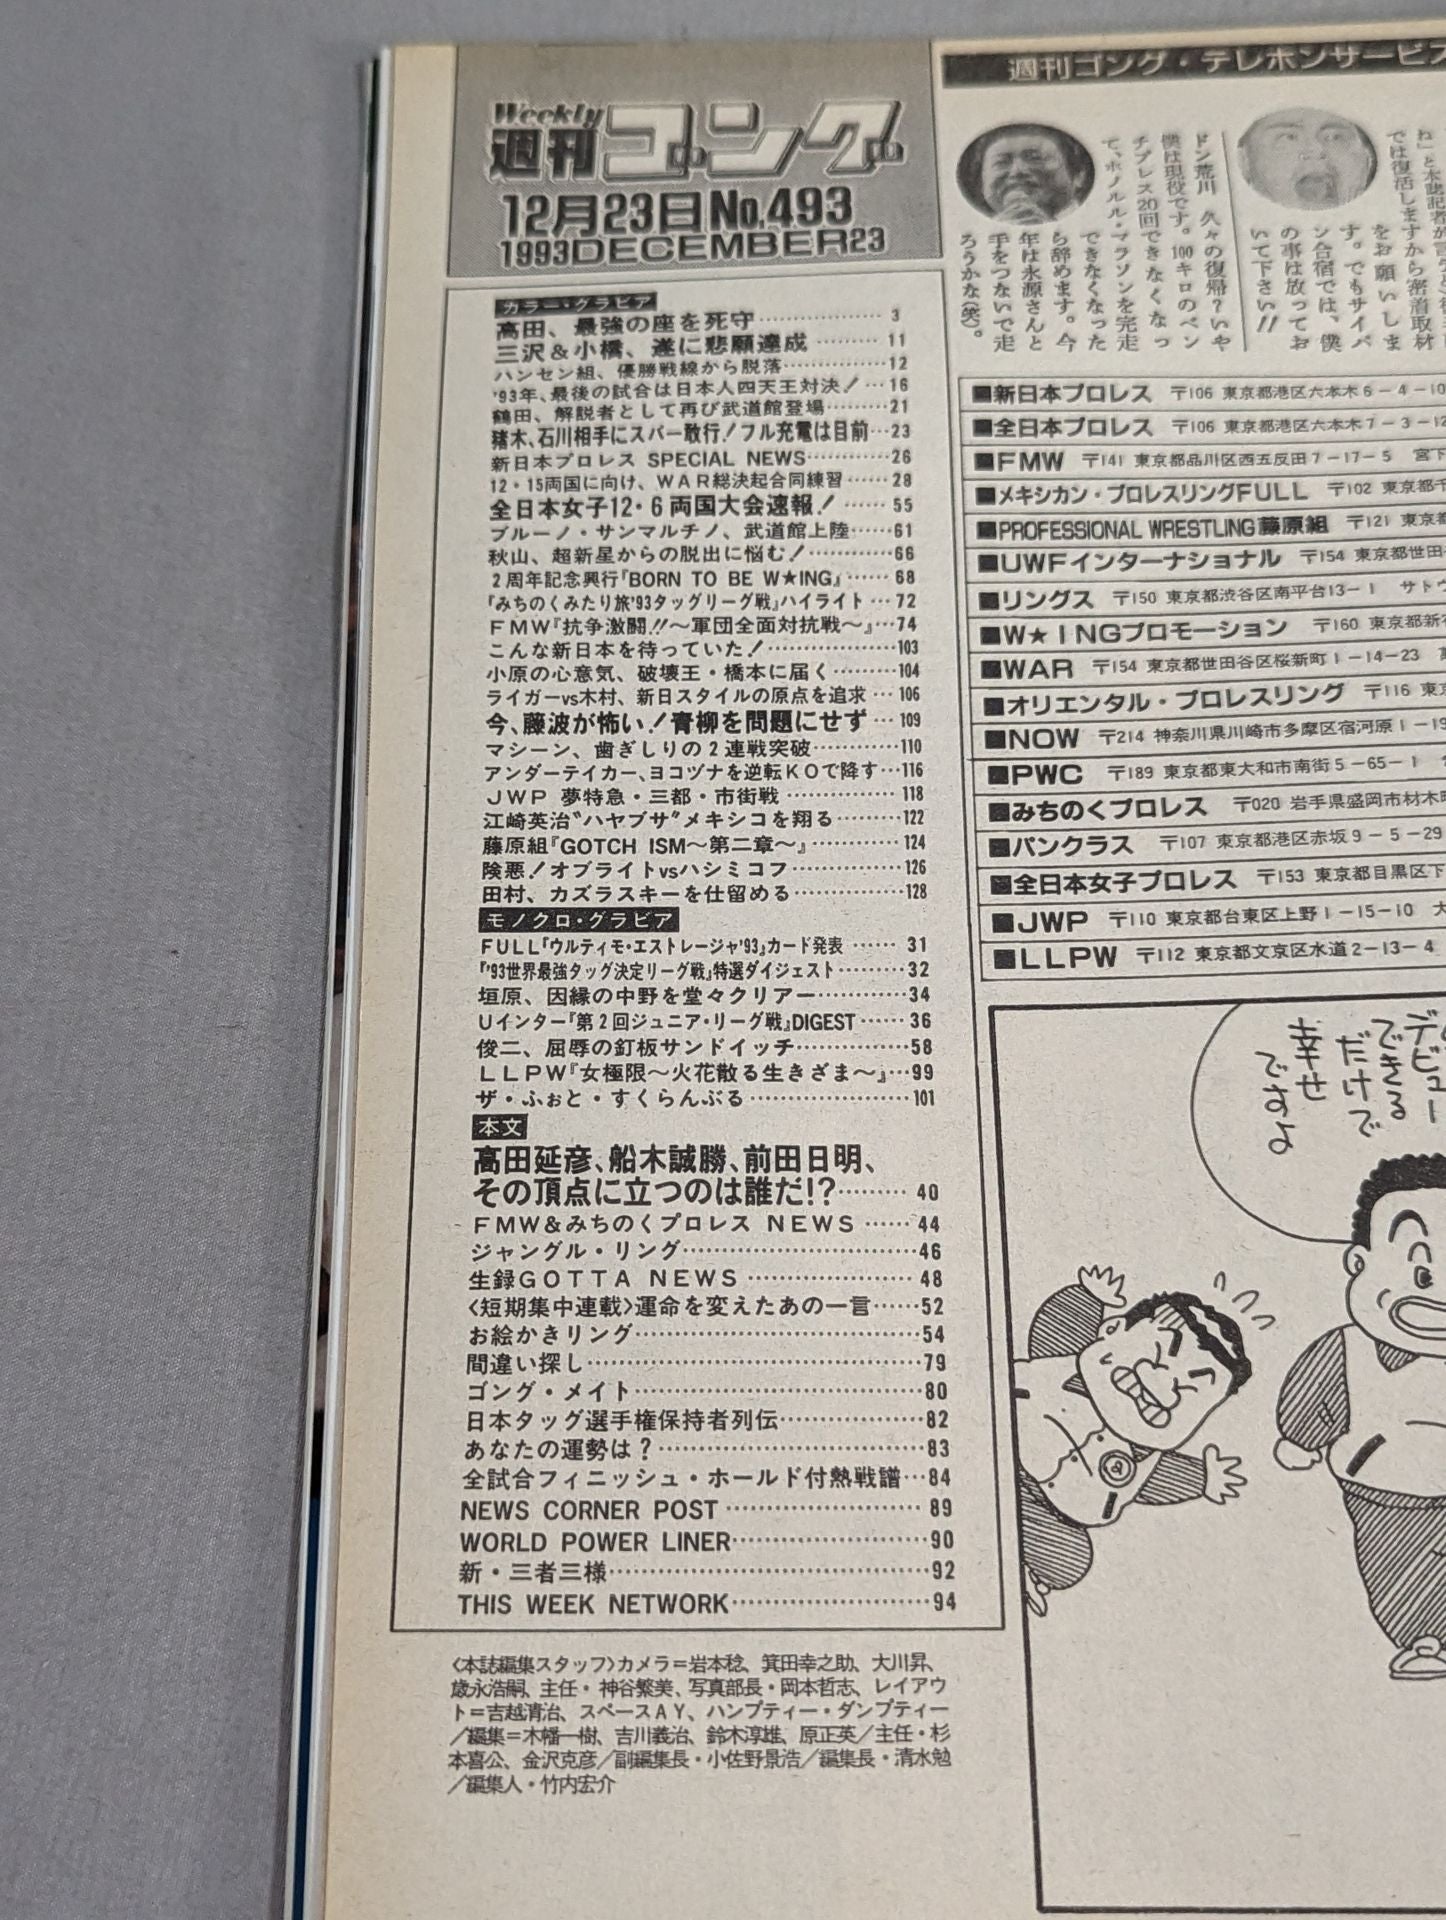 Weekly
週刊ゴング
12月23日No.493
1993DECEMBER23
カラー・グラビア
高田、最強の座を死守………………3
三沢＆小橋、遂に悲願達成………11
ハンセン組、優勝戦線から脱落……………12
'93年、最後の試合は日本人四天王対決！…16
鶴田、解説者として再び武道館登場………21
猪木、石川相手にスパー敢行！フル充電は目前…23
新日本プロレス SPECIAL NEWS…………26
12・15両国に向け、WAR総決起合同練習……28
全日本女子12・6両国大会速報！……55
ブルーノ・サンマルチノ、武道館上陸……61
秋山、超新星からの脱出に悩む！…………66
2周年記念興行『BORN TO BE W★ING』……68
『みちのくみたり旅'93タッグリーグ戦』ハイライト…72
FMW『抗争激闘!!〜軍団全面対抗戦〜』…74
こんな新日本を待っていた！………………103
小原の心意気、破壊王・橋本に届く………104
ライガーvs木村、新日スタイルの原点を追求…106
今、藤波が怖い！青柳を問題にせず…109
マシーン、歯ぎしりの2連戦突破…………110
アンダーテイカー、ヨコヅナを逆転KOで降す…116
JWP 夢特急・三都・市街戦……………118
江崎英治"ハヤブサ"メキシコを翔る………122
藤原組『GOTCH ISM〜第二章〜』…………124
険悪！オブライトvsハシミコフ……………126
田村、カズラスキーを仕留める……………128
モノクロ・グラビア
FULL『ウルティモ・エストレージャ'93』カード発表……31
『'93世界最強タッグ決定リーグ戦』特選ダイジェスト………32
垣原、因縁の中野を堂々クリアー…………34
Uインター『第2回ジュニア・リーグ戦』DIGEST……36
俊二、屈辱の釘板サンドイッチ……………58
LLPW『女極限〜火花散る生きざま〜』…99
ザ・ふぉと・すくらんぶる…………………101
本文
高田延彦、船木誠勝、前田日明、
その頂点に立つのは誰だ!?………40
FMW＆みちのくプロレス NEWS……44
ジャングル・リング…………………………46
生録GOTTA NEWS…………………48
〈短期集中連載〉運命を変えたあの一言……52
お絵かきリング………………………………54
間違い探し……………………………………79
ゴング・メイト………………………………80
日本タッグ選手権保持者列伝………………82
あなたの運勢は？……………………………83
全試合フィニッシュ・ホールド付熱戦譜…84
NEWS CORNER POST……………………89
WORLD POWER LINER……………………90
新・三者三様…………………………………92
THIS WEEK NETWORK……………………94
〈本誌編集スタッフ〉カメラ＝岩本稔、箕田幸之助、大川昇、
歳永浩嗣、主任・神谷繁美、写真部長・岡本哲志、レイアウ
ト＝吉越清治、スペースAY、ハンプティー・ダンプティー
／編集＝木幡一樹、吉川義治、鈴木淳雄、原正英／主任・杉
本喜公、金沢克彦／副編集長・小佐野景浩／編集長・清水勉
／編集人・竹内宏介
週刊ゴング・テレホンサービス
ドン荒川 久々の復帰？いや
僕は現役です。100キロのベン
チプレス20回できなくなっ
て、ホノルル・マラソンを完走
できなくなった
ら辞めます。今
年は永源さんと
手をつないで走
ろうかな(笑)。
では復活しますから密着取材
をお願いしま
す。でもサイパ
ン合宿では、僕
の事は放ってお
いて下さい!!
■新日本プロレス 〒106 東京都港区六本木6－4－10
■全日本プロレス 〒106 東京都港区六本木7－3－12
■FMW 〒141 東京都品川区西五反田7－17－5 宮下
■メキシカン・プロレスリングFULL 〒102 東京都千
■PROFESSIONAL WRESTLING藤原組 〒121 東京都
■UWFインターナショナル 〒154 東京都世田
■リングス 〒150 東京都渋谷区南平台13－1 サトウ
■W★INGプロモーション 〒160 東京都新宿
■WAR 〒154 東京都世田谷区桜新町1－14－23
■オリエンタル・プロレスリング 〒116 東京
■NOW 〒214 神奈川県川崎市多摩区宿河原1－19
■PWC 〒189 東京都東大和市南街5－65－1
■みちのくプロレス 〒020 岩手県盛岡市材木町
■パンクラス 〒107 東京都港区赤坂9－5－29
■全日本女子プロレス 〒153 東京都目黒区下
■JWP 〒110 東京都台東区上野1－15－10 大
■LLPW 〒112 東京都文京区水道2－13－4
デビュー
できる
だけで
幸せ
ですよ